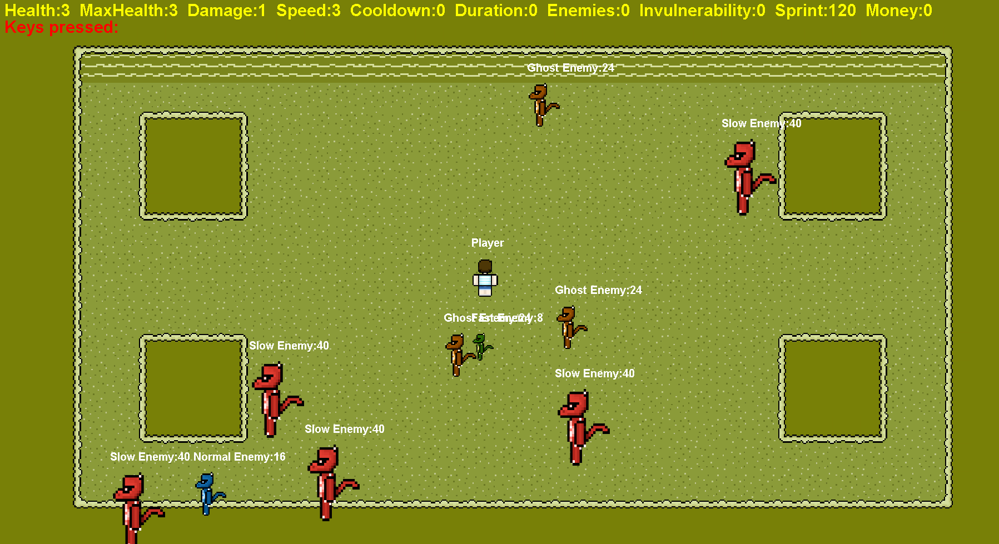 Health:3 MaxHealth:3 Damage:1 Speed:3 Cooldown:0 Duration:0 Enemies:0 Invulnerability:0 Sprint:120 Money:0
Keys pressed:
Ghost Enemy:24
Slow Enemy:40
Player
Ghost Enemy:24
Ghost Enemy:24 Fast Enemy:8
Slow Enemy:40
Slow Enemy:40
Slow Enemy:40
Slow Enemy:40 Normal Enemy:16